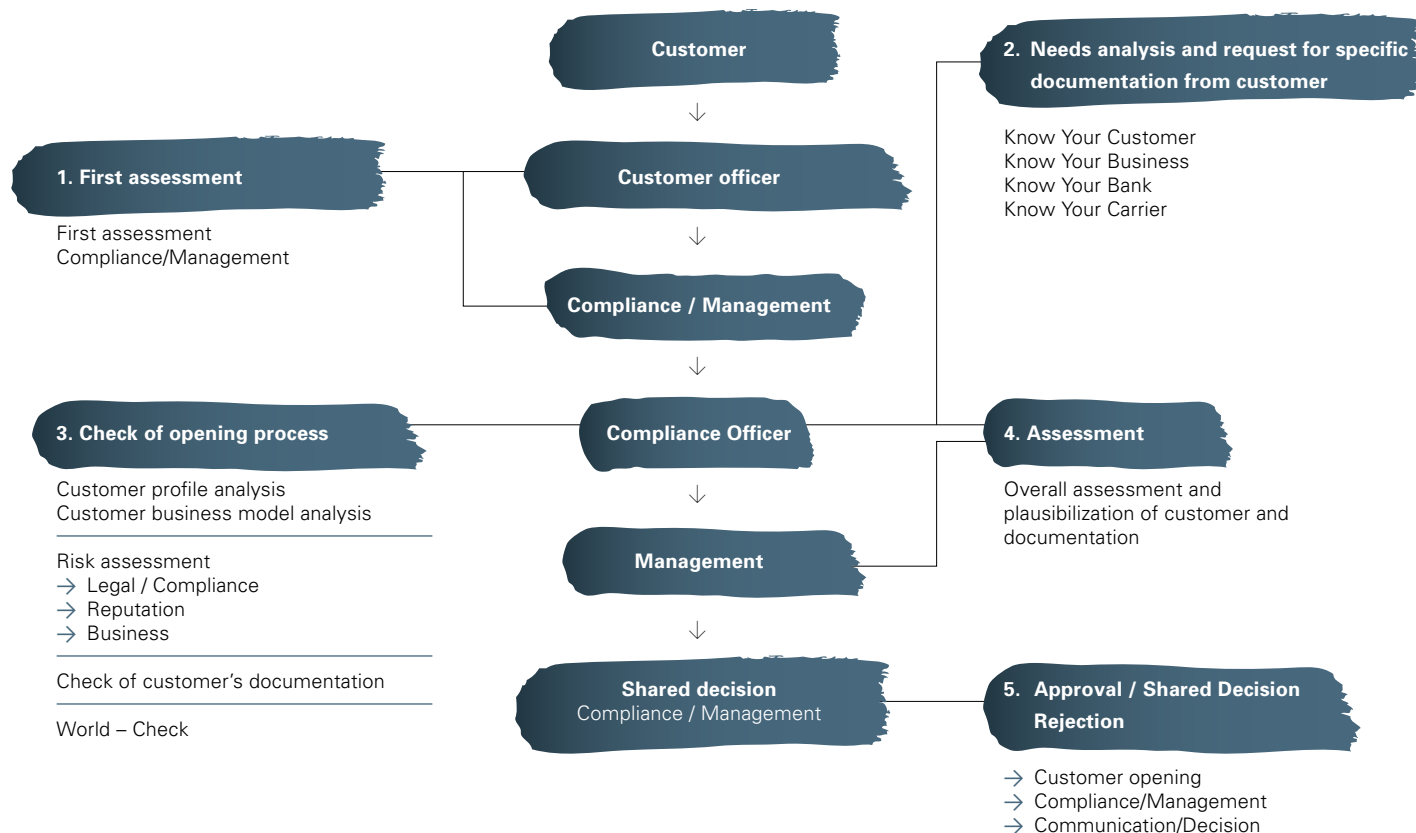 Customer
2. Needs analysis and request for specific
documentation from customer
Know Your Customer
Know Your Business
Know Your Bank
Know Your Carrier
1. First assessment
First assessment
Compliance/Management
Customer officer
Compliance / Management
3. Check of opening process
Customer profile analysis
Customer business model analysis
Risk assessment
→ Legal / Compliance
→ Reputation
→ Business
Check of customer's documentation
World – Check
Compliance Officer
4. Assessment
Overall assessment and
plausibilization of customer and
documentation
Management
Shared decision
Compliance / Management
5. Approval / Shared Decision
Rejection
→ Customer opening
→ Compliance/Management
→ Communication/Decision